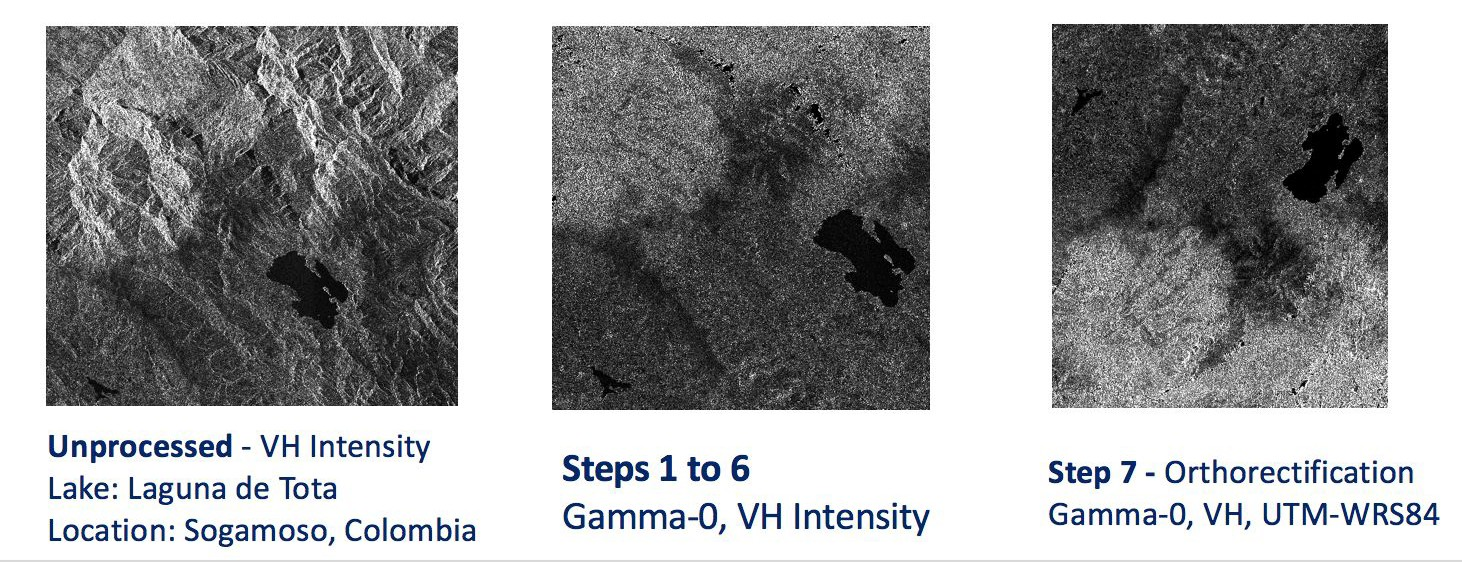 Unprocessed - VH Intensity
Lake: Laguna de Tota
Location: Sogamoso, Colombia
Steps 1 to 6
Gamma-0, VH Intensity
Step 7 - Orthorectification
Gamma-0, VH, UTM-WRS84